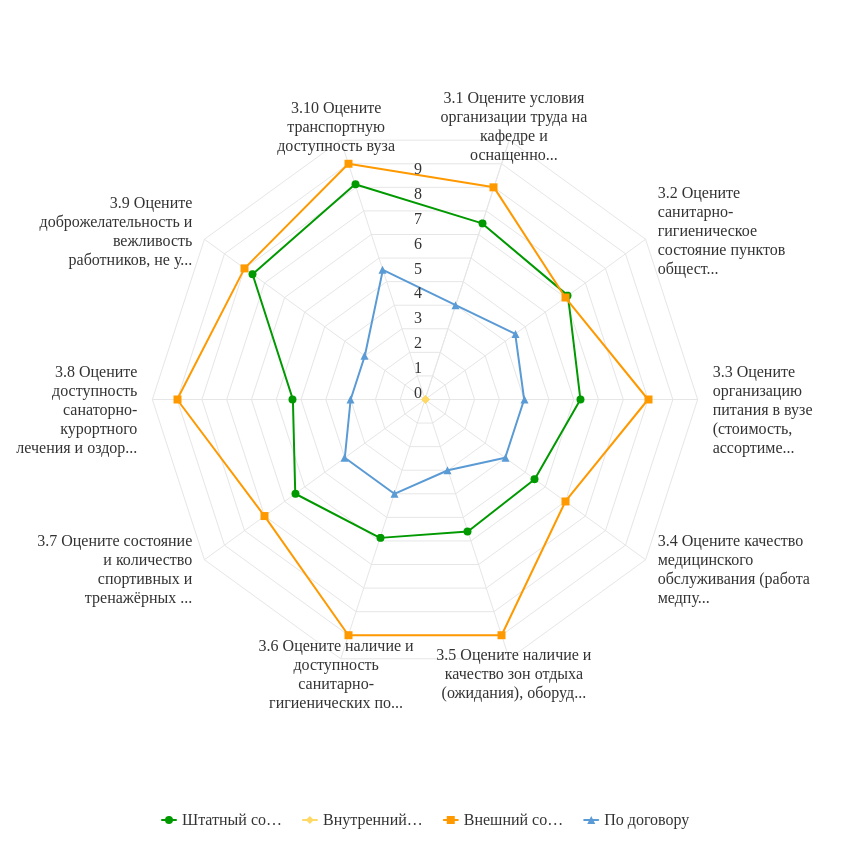 3.10 Оцените
транспортную
доступность вуза
3.1 Оцените условия
организации труда на
кафедре и
оснащенно...
3.2 Оцените
санитарно-
гигиеническое
состояние пунктов
общест...
3.3 Оцените
организацию
питания в вузе
(стоимость,
ассортиме...
3.4 Оцените качество
медицинского
обслуживания (работа
медпу...
3.5 Оцените наличие и
качество зон отдыха
(ожидания), оборуд...
3.6 Оцените наличие и
доступность
санитарно-
гигиенических по...
3.7 Оцените состояние
и количество
спортивных и
тренажёрных ...
3.8 Оцените
доступность
санаторно-
курортного
лечения и оздор...
3.9 Оцените
доброжелательность и
вежливость
работников, не у...
9
8
7
6
5
4
3
2
1
0
Штатный со…
Внутренний…
Внешний со…
По договору